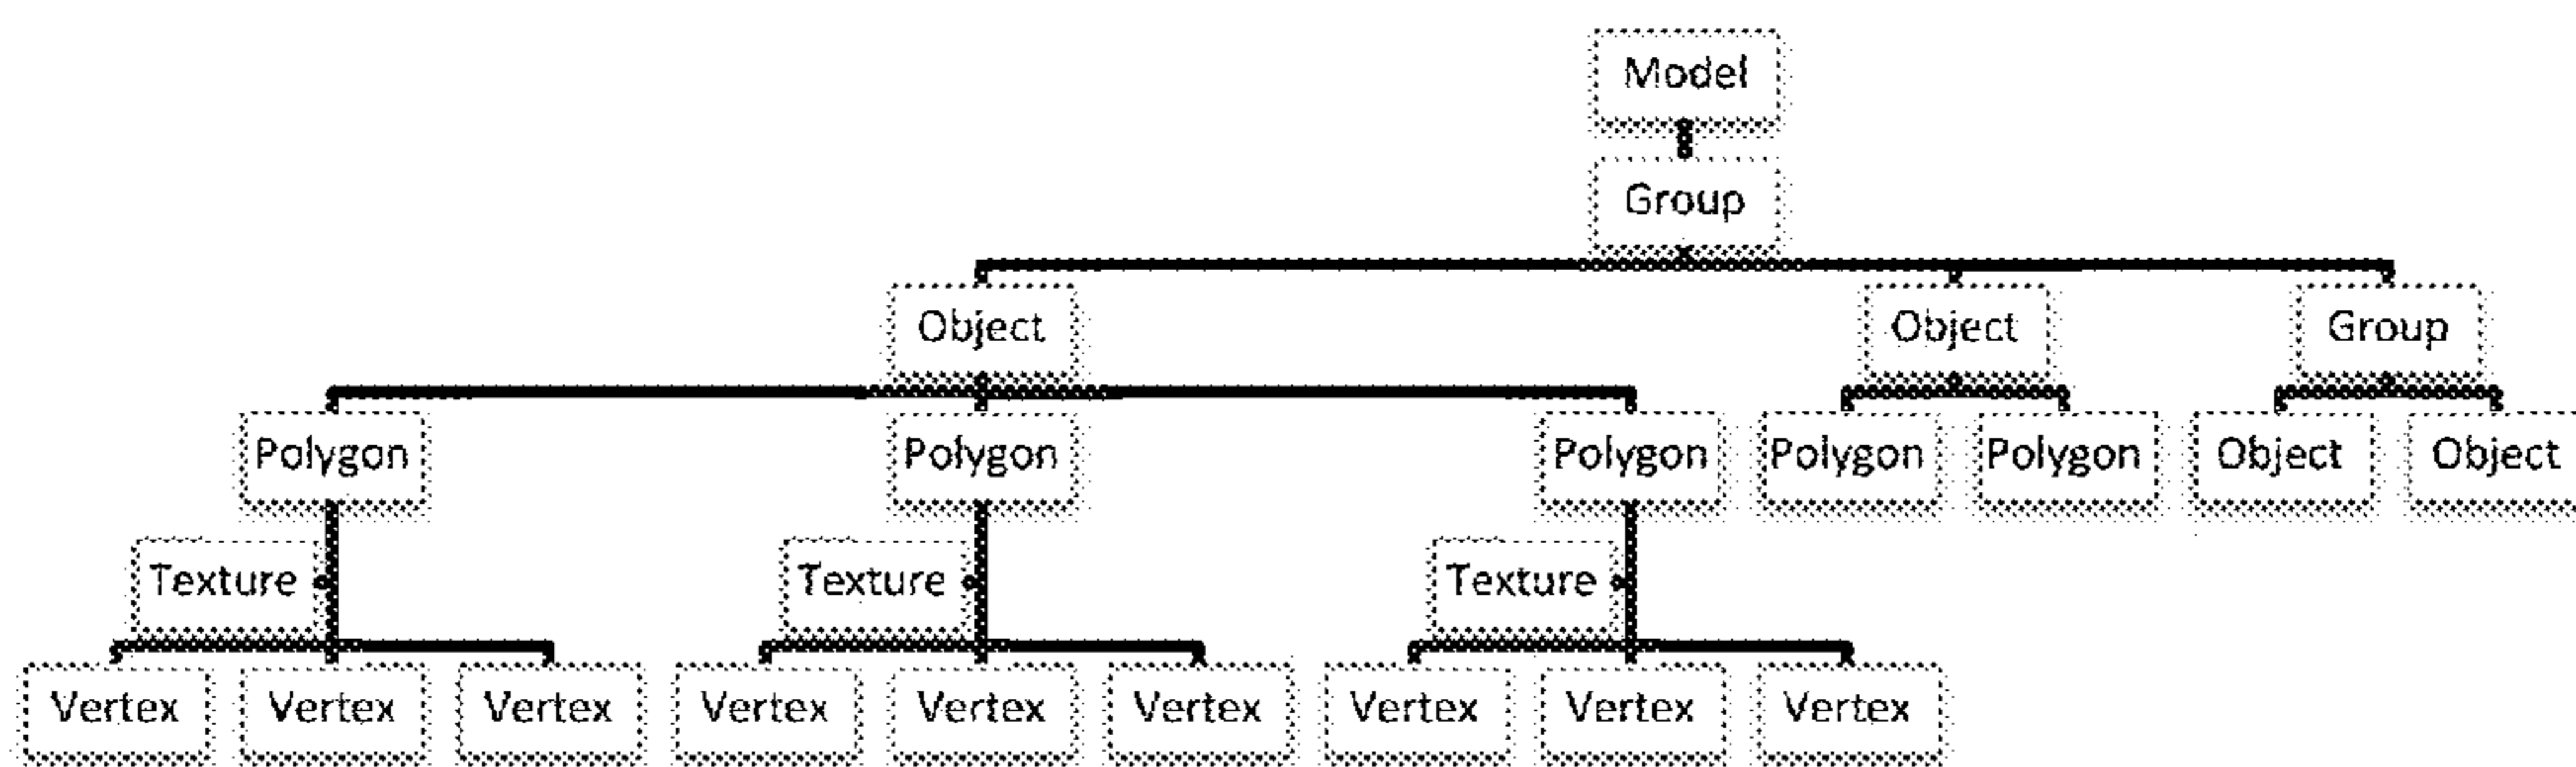 Model
Group
Object Object Group
Polygon Polygon Polygon Polygon Polygon Object Object
Texture Texture Texture
Vertex Vertex Vertex Vertex Vertex Vertex Vertex Vertex Vertex